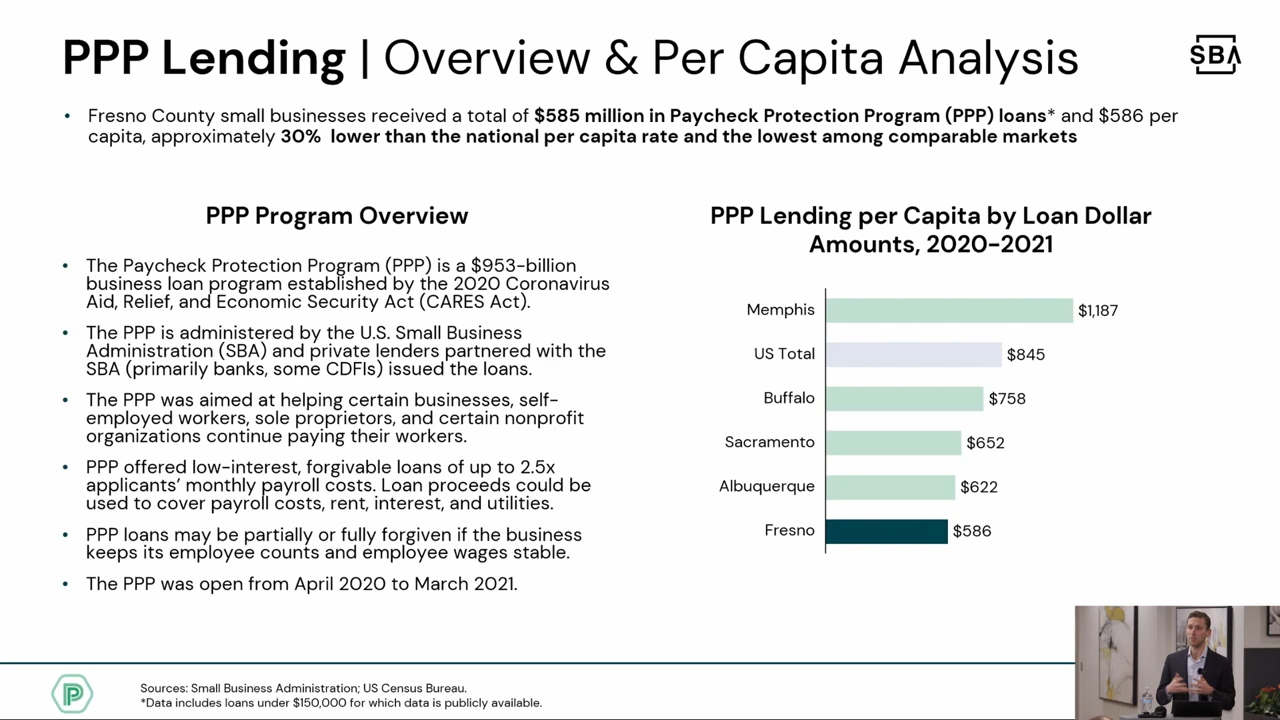 PPP Lending | Overview & Per Capita Analysis
SBA
• Fresno County small businesses received a total of $585 million in Paycheck Protection Program (PPP) loans* and $586 per
capita, approximately 30% lower than the national per capita rate and the lowest among comparable markets
PPP Program Overview
• The Paycheck Protection Program (PPP) is a $953-billion
business loan program established by the 2020 Coronavirus
Aid, Relief, and Economic Security Act (CARES Act).
• The PPP is administered by the U.S. Small Business
Administration (SBA) and private lenders partnered with the
SBA (primarily banks, some CDFIs) issued the loans.
• The PPP was aimed at helping certain businesses, self-
employed workers, sole proprietors, and certain nonprofit
organizations continue paying their workers.
• PPP offered low-interest, forgivable loans of up to 2.5x
applicants’ monthly payroll costs. Loan proceeds could be
used to cover payroll costs, rent, interest, and utilities.
• PPP loans may be partially or fully forgiven if the business
keeps its employee counts and employee wages stable.
• The PPP was open from April 2020 to March 2021.
PPP Lending per Capita by Loan Dollar
Amounts, 2020-2021
Memphis $1,187
US Total $845
Buffalo $758
Sacramento $652
Albuquerque $622
Fresno $586
P
Sources: Small Business Administration; US Census Bureau.
*Data includes loans under $150,000 for which data is publicly available.